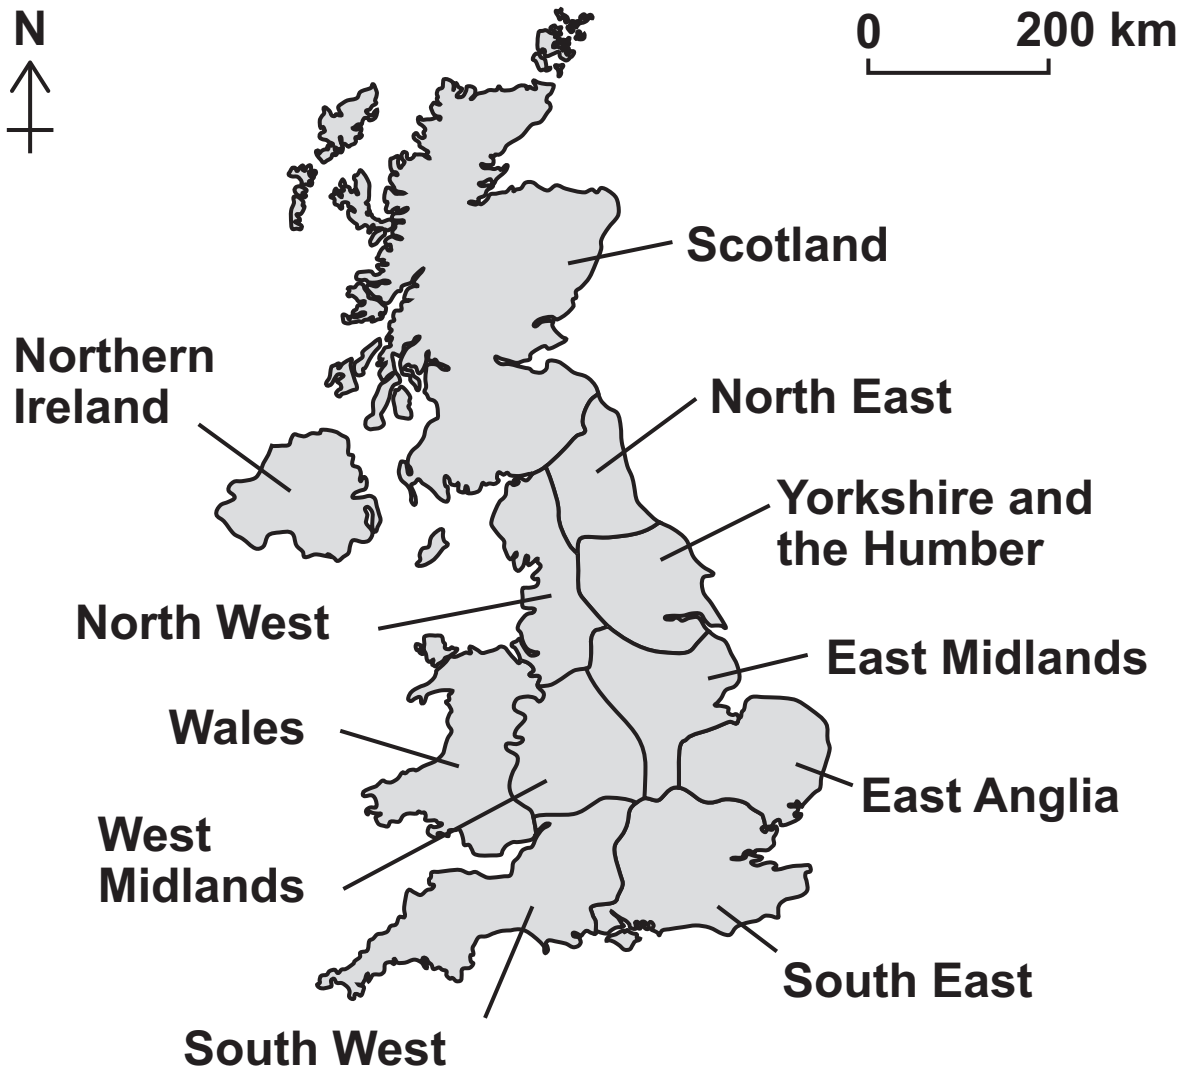 N
0 200 km
Scotland
Northern
Ireland
North East
Yorkshire and
the Humber
North West
East Midlands
Wales
East Anglia
West
Midlands
South East
South West